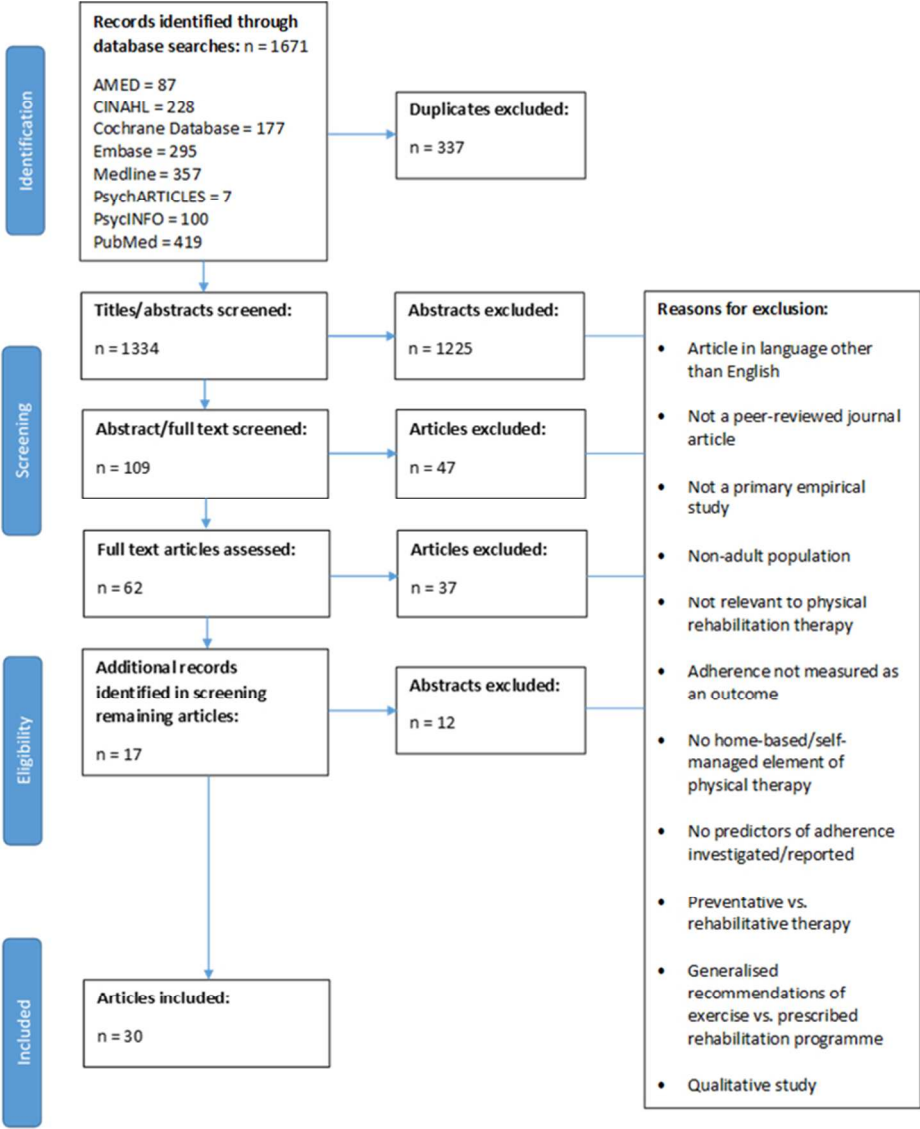 Identification
Records identified through
database searches: n = 1671
AMED = 87
CINAHL = 228
Cochrane Database = 177
Embase = 295
Medline = 357
PsychARTICLES = 7
PsycINFO = 100
PubMed = 419
Duplicates excluded:
n = 337
Screening
Titles/abstracts screened:
n = 1334
Abstracts excluded:
n = 1225
Abstract/full text screened:
n = 109
Articles excluded:
n = 47
Full text articles assessed:
n = 62
Articles excluded:
n = 37
Eligibility
Additional records
identified in screening
remaining articles:
n = 17
Abstracts excluded:
n = 12
Included
Articles included:
n = 30
Reasons for exclusion:
• Article in language other
than English
• Not a peer-reviewed journal
article
• Not a primary empirical
study
• Non-adult population
• Not relevant to physical
rehabilitation therapy
• Adherence not measured as
an outcome
• No home-based/self-
managed element of
physical therapy
• No predictors of adherence
investigated/reported
• Preventative vs.
rehabilitative therapy
• Generalised
recommendations of
exercise vs. prescribed
rehabilitation programme
• Qualitative study